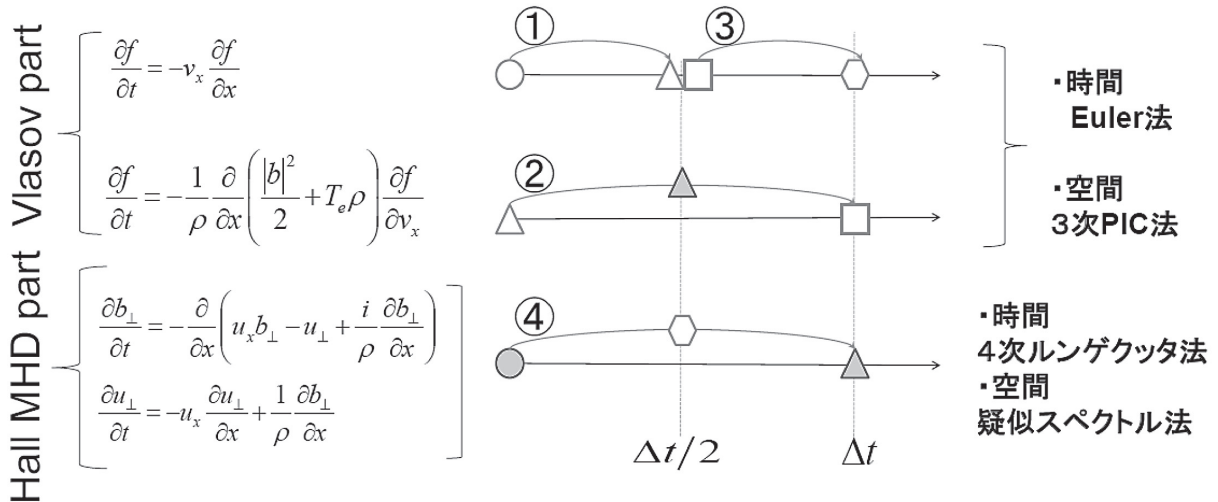 Vlasov part
∂f/∂t = −v_x ∂f/∂x
∂f/∂t = −(1/ρ) ∂/∂x (|b|²/2 + T_e ρ) ∂f/∂v_x
Hall MHD part
∂b_⊥/∂t = −∂/∂x (u_x b_⊥ − u_⊥ + (i/ρ) ∂b_⊥/∂x)
∂u_⊥/∂t = −u_x ∂u_⊥/∂x + (1/ρ) ∂b_⊥/∂x
① ③
②
④
Δt/2 Δt
・時間
Euler法
・空間
3次PIC法
・時間
4次ルンゲクッタ法
・空間
疑似スペクトル法